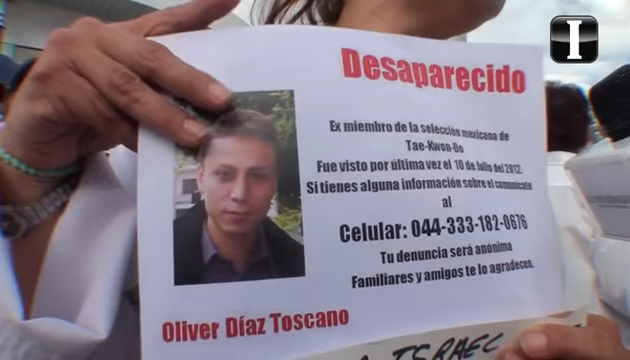 I
Desaparecido
Ex miembro de la selección mexicana de
Tae-Kwon-Do
Fue visto por última vez el 10 de Julio del 2012.
Si tienes alguna información sobre el comunicate
al
Celular: 044-333-182-0676
Tu denuncia será anónima
Familiares y amigos te lo agradecen.
Oliver Díaz Toscano
ISRAEL